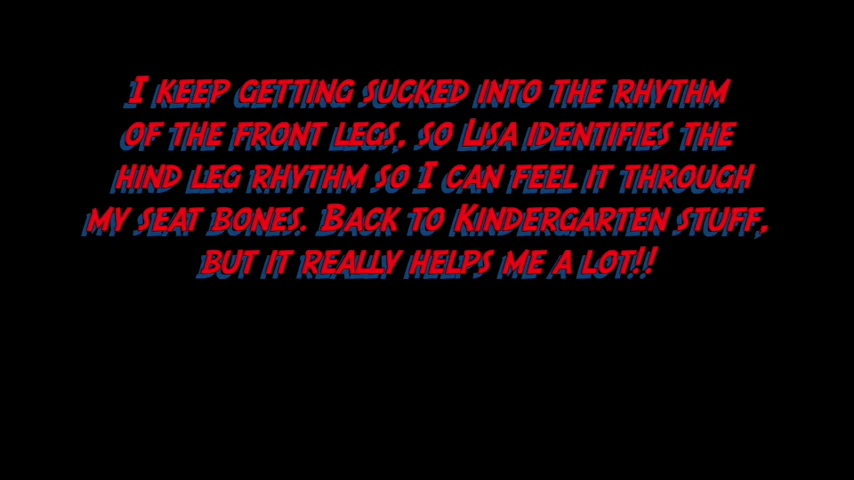 I keep getting sucked into the rhythm
of the front legs, so Lisa identifies the
hind leg rhythm so I can feel it through
my seat bones. Back to Kindergarten stuff,
but it really helps me a lot!!